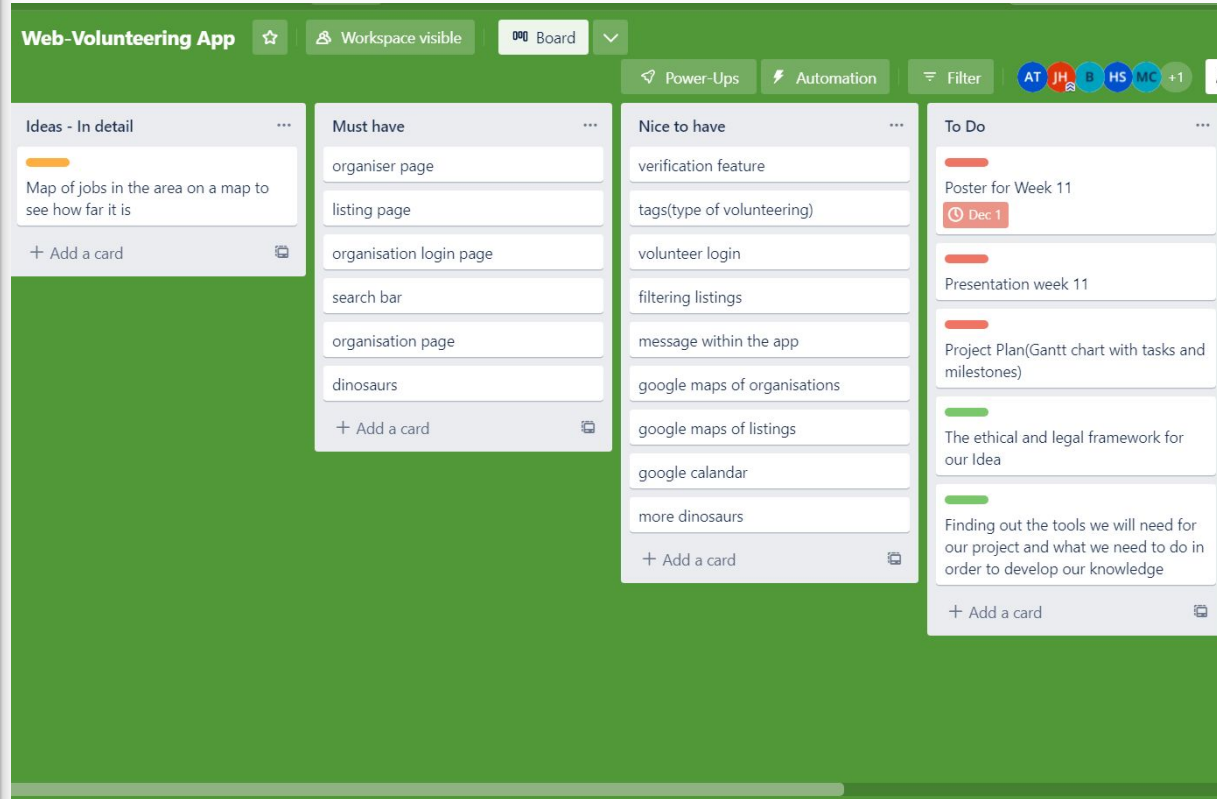 Web-Volunteering App
Workspace visible
Board
Power-Ups
Automation
Filter
AT
JH
B
HS
MC
+1
Ideas - In detail
Map of jobs in the area on a map to
see how far it is
+ Add a card
Must have
organiser page
listing page
organisation login page
search bar
organisation page
dinosaurs
+ Add a card
Nice to have
verification feature
tags(type of volunteering)
volunteer login
filtering listings
message within the app
google maps of organisations
google maps of listings
google calandar
more dinosaurs
+ Add a card
To Do
Poster for Week 11
Dec 1
Presentation week 11
Project Plan(Gantt chart with tasks and
milestones)
The ethical and legal framework for
our Idea
Finding out the tools we will need for
our project and what we need to do in
order to develop our knowledge
+ Add a card